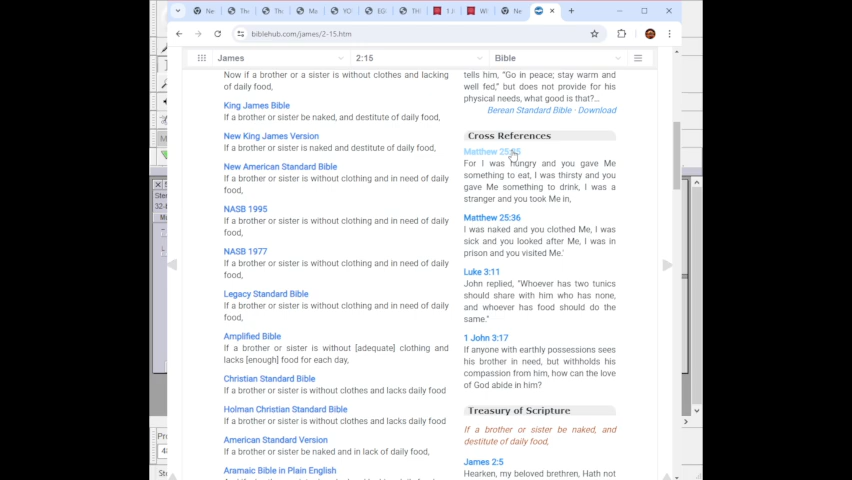 Ne
The
Tha
Ma
YO
EG
TH
1 J
WI
Ne
biblehub.com/james/2-15.htm
James
2:15
Bible
Now if a brother or a sister is without clothes and lacking
of daily food,
King James Bible
If a brother or sister be naked, and destitute of daily food,
New King James Version
If a brother or sister is naked and destitute of daily food,
New American Standard Bible
If a brother or sister is without clothing and in need of daily
food,
NASB 1995
If a brother or sister is without clothing and in need of daily
food,
NASB 1977
If a brother or sister is without clothing and in need of daily
food,
Legacy Standard Bible
If a brother or sister is without clothing and in need of daily
food,
Amplified Bible
If a brother or sister is without [adequate] clothing and
lacks [enough] food for each day,
Christian Standard Bible
If a brother or sister is without clothes and lacks daily food
Holman Christian Standard Bible
If a brother or sister is without clothes and lacks daily food
American Standard Version
If a brother or sister be naked and in lack of daily food,
Aramaic Bible in Plain English
tells him, “Go in peace; stay warm and
well fed,” but does not provide for his
physical needs, what good is that?…
Berean Standard Bible · Download
Cross References
Matthew 25:35
For I was hungry and you gave Me
something to eat, I was thirsty and you
gave Me something to drink, I was a
stranger and you took Me in,
Matthew 25:36
I was naked and you clothed Me, I was
sick and you looked after Me, I was in
prison and you visited Me.'
Luke 3:11
John replied, "Whoever has two tunics
should share with him who has none,
and whoever has food should do the
same."
1 John 3:17
If anyone with earthly possessions sees
his brother in need, but withholds his
compassion from him, how can the love
of God abide in him?
Treasury of Scripture
If a brother or sister be naked, and
destitute of daily food,
James 2:5
Hearken, my beloved brethren, Hath not